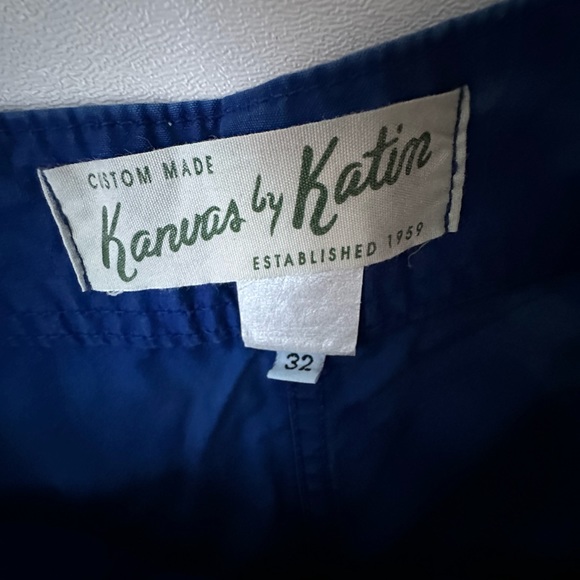 CUSTOM MADE
Kanvas by Katin
ESTABLISHED 1959
32